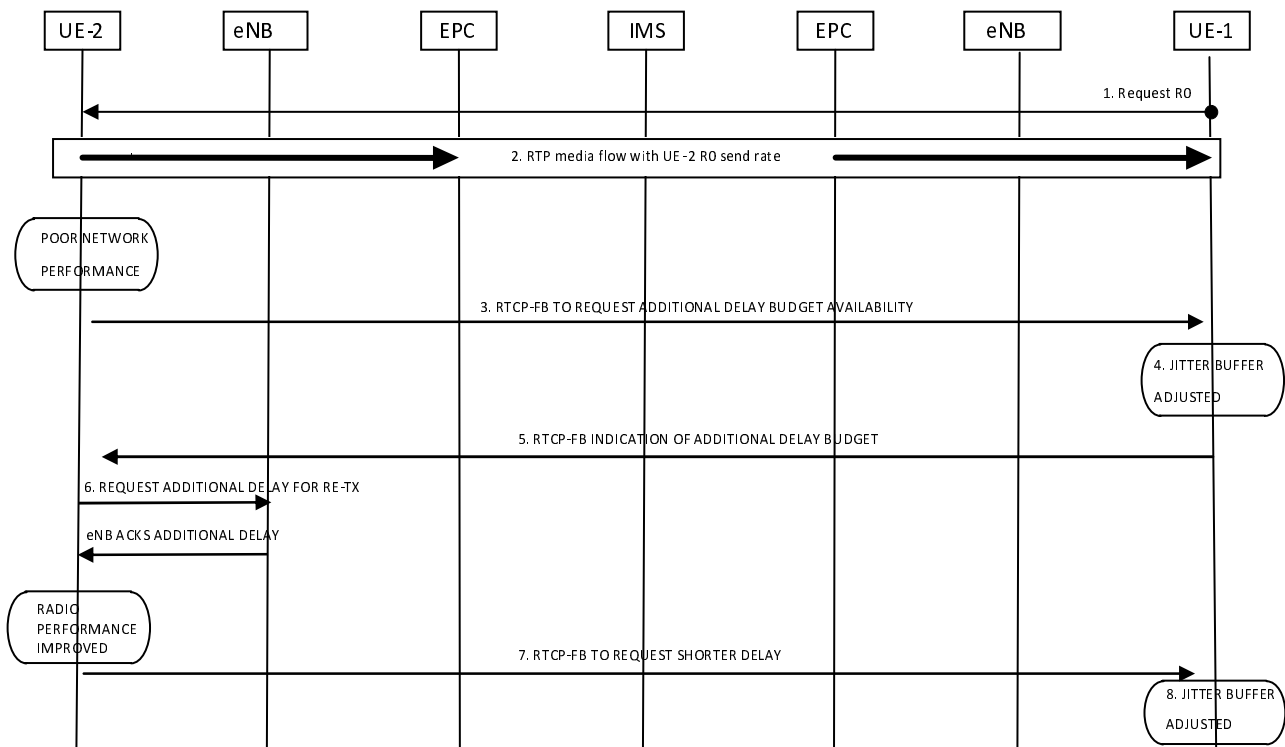 UE-2
eNB
EPC
IMS
EPC
eNB
UE-1
1. Request R0
2. RTP media flow with UE-2 R0 send rate
POOR NETWORK
PERFORMANCE
3. RTCP-FB TO REQUEST ADDITIONAL DELAY BUDGET AVAILABILITY
4. JITTER BUFFER
ADJUSTED
5. RTCP-FB INDICATION OF ADDITIONAL DELAY BUDGET
6. REQUEST ADDITIONAL DELAY FOR RE-TX
eNB ACKS ADDITIONAL DELAY
RADIO
PERFORMANCE
IMPROVED
7. RTCP-FB TO REQUEST SHORTER DELAY
8. JITTER BUFFER
ADJUSTED